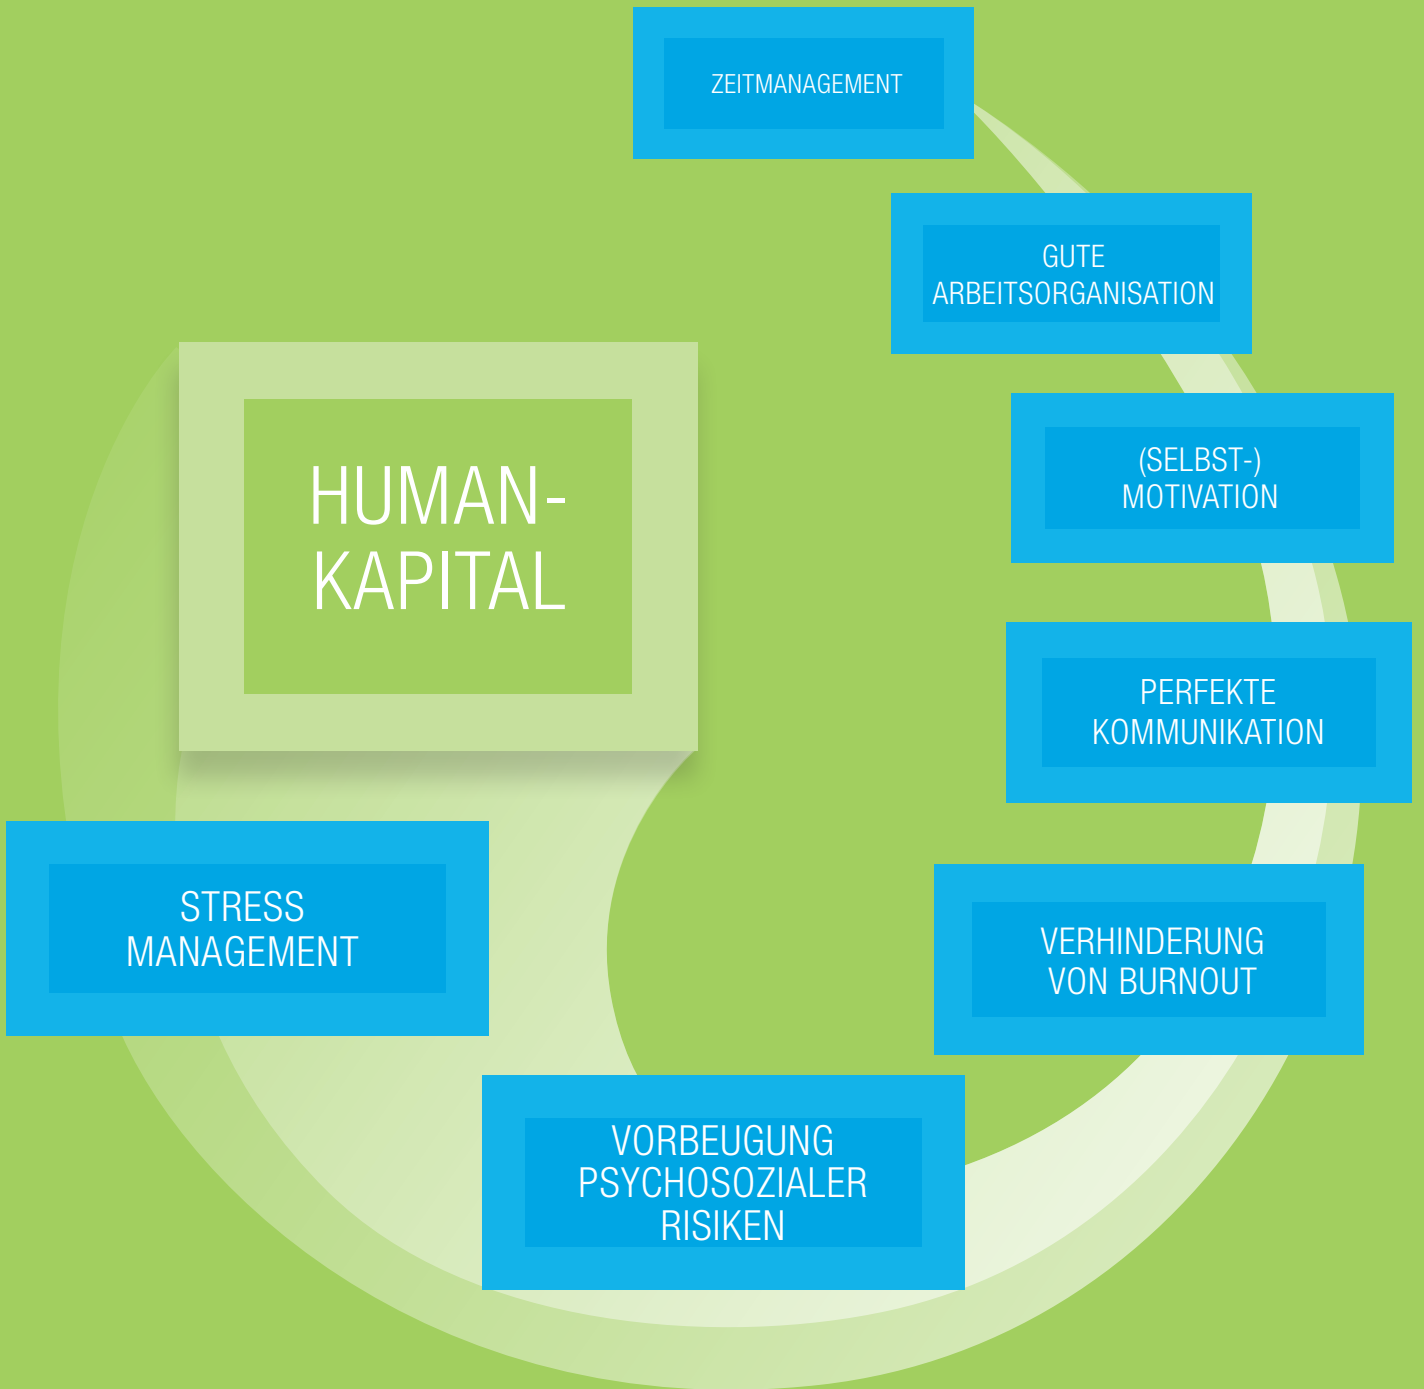 ZEITMANAGEMENT
GUTE
ARBEITSORGANISATION
(SELBST-)
MOTIVATION
HUMAN-
KAPITAL
PERFEKTE
KOMMUNIKATION
STRESS
MANAGEMENT
VERHINDERUNG
VON BURNOUT
VORBEUGUNG
PSYCHOSOZIALER
RISIKEN